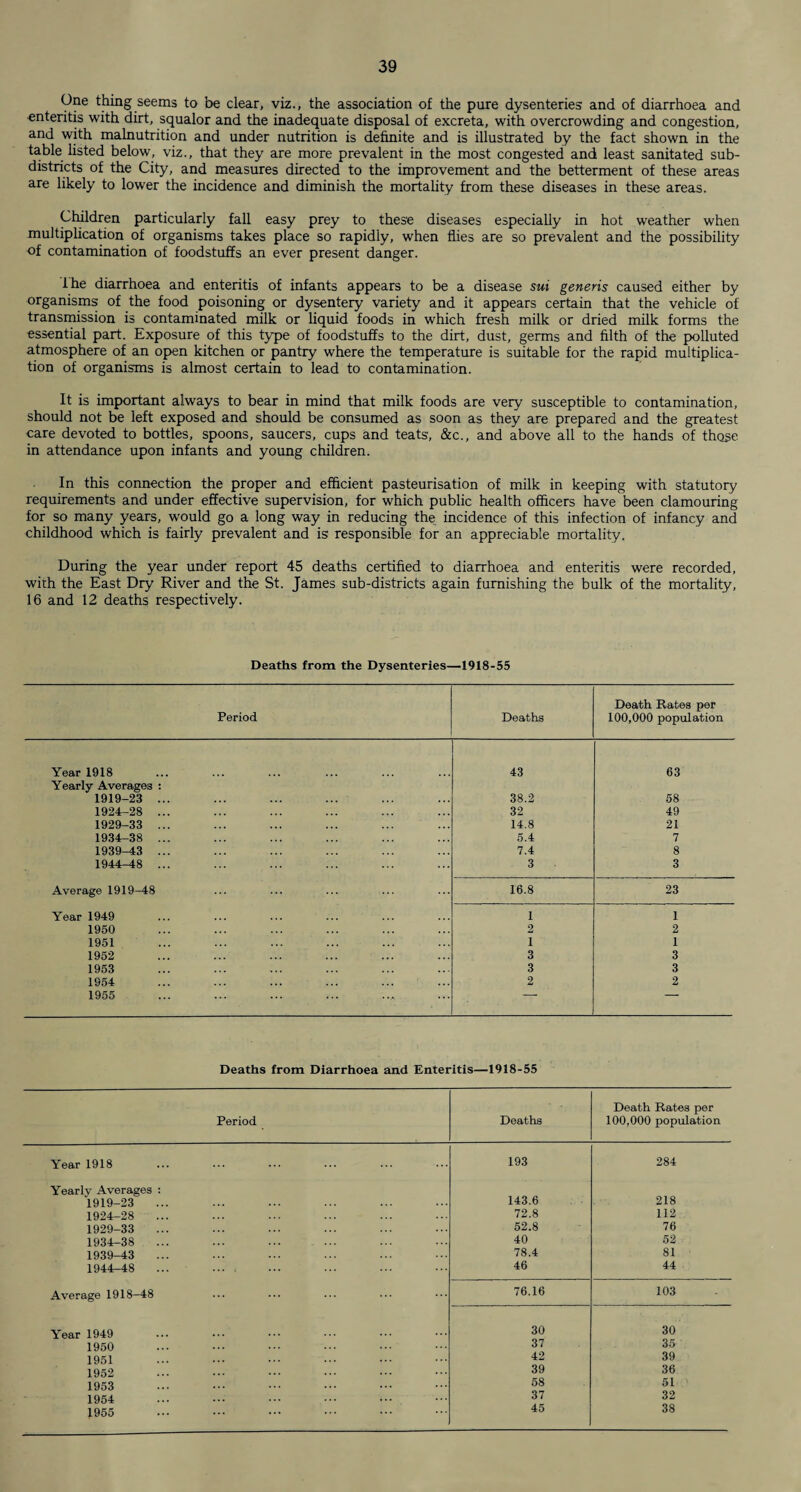 39
One thing seems to be clear, viz., the association of the pure dysenteries and of diarrhoea and
enteritis with dirt, squalor and the inadequate disposal of excreta, with overcrowding and congestion,
and with malnutrition and under nutrition is definite and is illustrated by the fact shown in the
table listed below, viz., that they are more prevalent in the most congested and least sanitated sub-
districts of the City, and measures directed to the improvement and the betterment of these areas
are likely to lower the incidence and diminish the mortality from these diseases in these areas.
Children particularly fall easy prey to these diseases especially in hot weather when
multiplication of organisms takes place so rapidly, when flies are so prevalent and the possibility
of contamination of foodstuffs an ever present danger.
The diarrhoea and enteritis of infants appears to be a disease sui generis caused either by
organisms of the food poisoning or dysentery variety and it appears certain that the vehicle of
transmission is contaminated milk or liquid foods in which fresh milk or dried milk forms the
essential part. Exposure of this type of foodstuffs to the dirt, dust, germs and filth of the polluted
atmosphere of an open kitchen or pantry where the temperature is suitable for the rapid multiplica-
tion of organisms is almost certain to lead to contamination.
It is important always to bear in mind that milk foods are very susceptible to contamination,
should not be left exposed and should be consumed as soon as they are prepared and the greatest
care devoted to bottles, spoons, saucers, cups and teats, &c., and above all to the hands of those
in attendance upon infants and young children.
In this connection the proper and efficient pasteurisation of milk in keeping with statutory
requirements and under effective supervision, for which public health officers have been clamouring
for so many years, would go a long way in reducing the incidence of this infection of infancy and
childhood which is fairly prevalent and is responsible for an appreciable mortality.
During the year under report 45 deaths certified to diarrhoea and enteritis were recorded,
with the East Dry River and the St. James sub-districts again furnishing the bulk of the mortality,
16 and 12 deaths respectively.
Deaths from the Dysenteries—1918-55
Period Deaths Death Rates per 100,000 population
Year 1918 ... ... ... ... ... ... 43 63
Yearly Averages :
1919-23 ... ... ... ... ... ... 38.2 58
1924-28 ... ... ... ... ... ... 32 49
1929-33 ... ... ... ... ... ... 14.8 21
1934-38 ... ... ... ... ... ... 5.4 7
1939-43 ... ... ... ... ... ... 7.4 8
1944-48 ... ... ... ... ... ... 3 3
Average 1919-48 ... ... ... ... ... 16.8 23
Year 1949 ... ... ... ... ... ... 1 1
1950 ... ... ... ... ... ... 2 2
1951 ... ... ... ... ... ... 1 1
1952 ... ... ... ... ... ... 3 3
1953 ... ... ... ... ... ... 3 3
1954 ... ... ... ... ... ... 2 2
1955 ... ... ... ... ... ... — —
Deaths from Diarrhoea and Enteritis—1918-55
Period Deaths Death Rates per 100,000 population
Year 1918 ... ... ... ... ... ... 193 284
Yearly Averages :
1919-23 ... ... ... ... ... ... 143.6 218
1924-28 ... ... ... ... ... ... 72.8 112
1929-33 ... ... ... ... ... ... 52.8 76
1934-38 ... ... ... ... ... ... 40 52
1939-43 ... ... ... ... ... ... 78.4 81
1944-48 ... ... ... ... ... ... 46 44
Average 1918-48 ... ... ... ... ... 76.16 103
Year 1949 ... ... ... ... ... ... 30 30
1950 ... ... ... ... ... ... 37 35
1951 ... ... ... ... ... ... 42 39
1952 ... ... ... ... ... ... 39 36
1953 ... ... ... ... ... ... 58 51
1954 ... ... ... ... ... ... 37 32
1955 ... ... ... ... ... ... 45 38